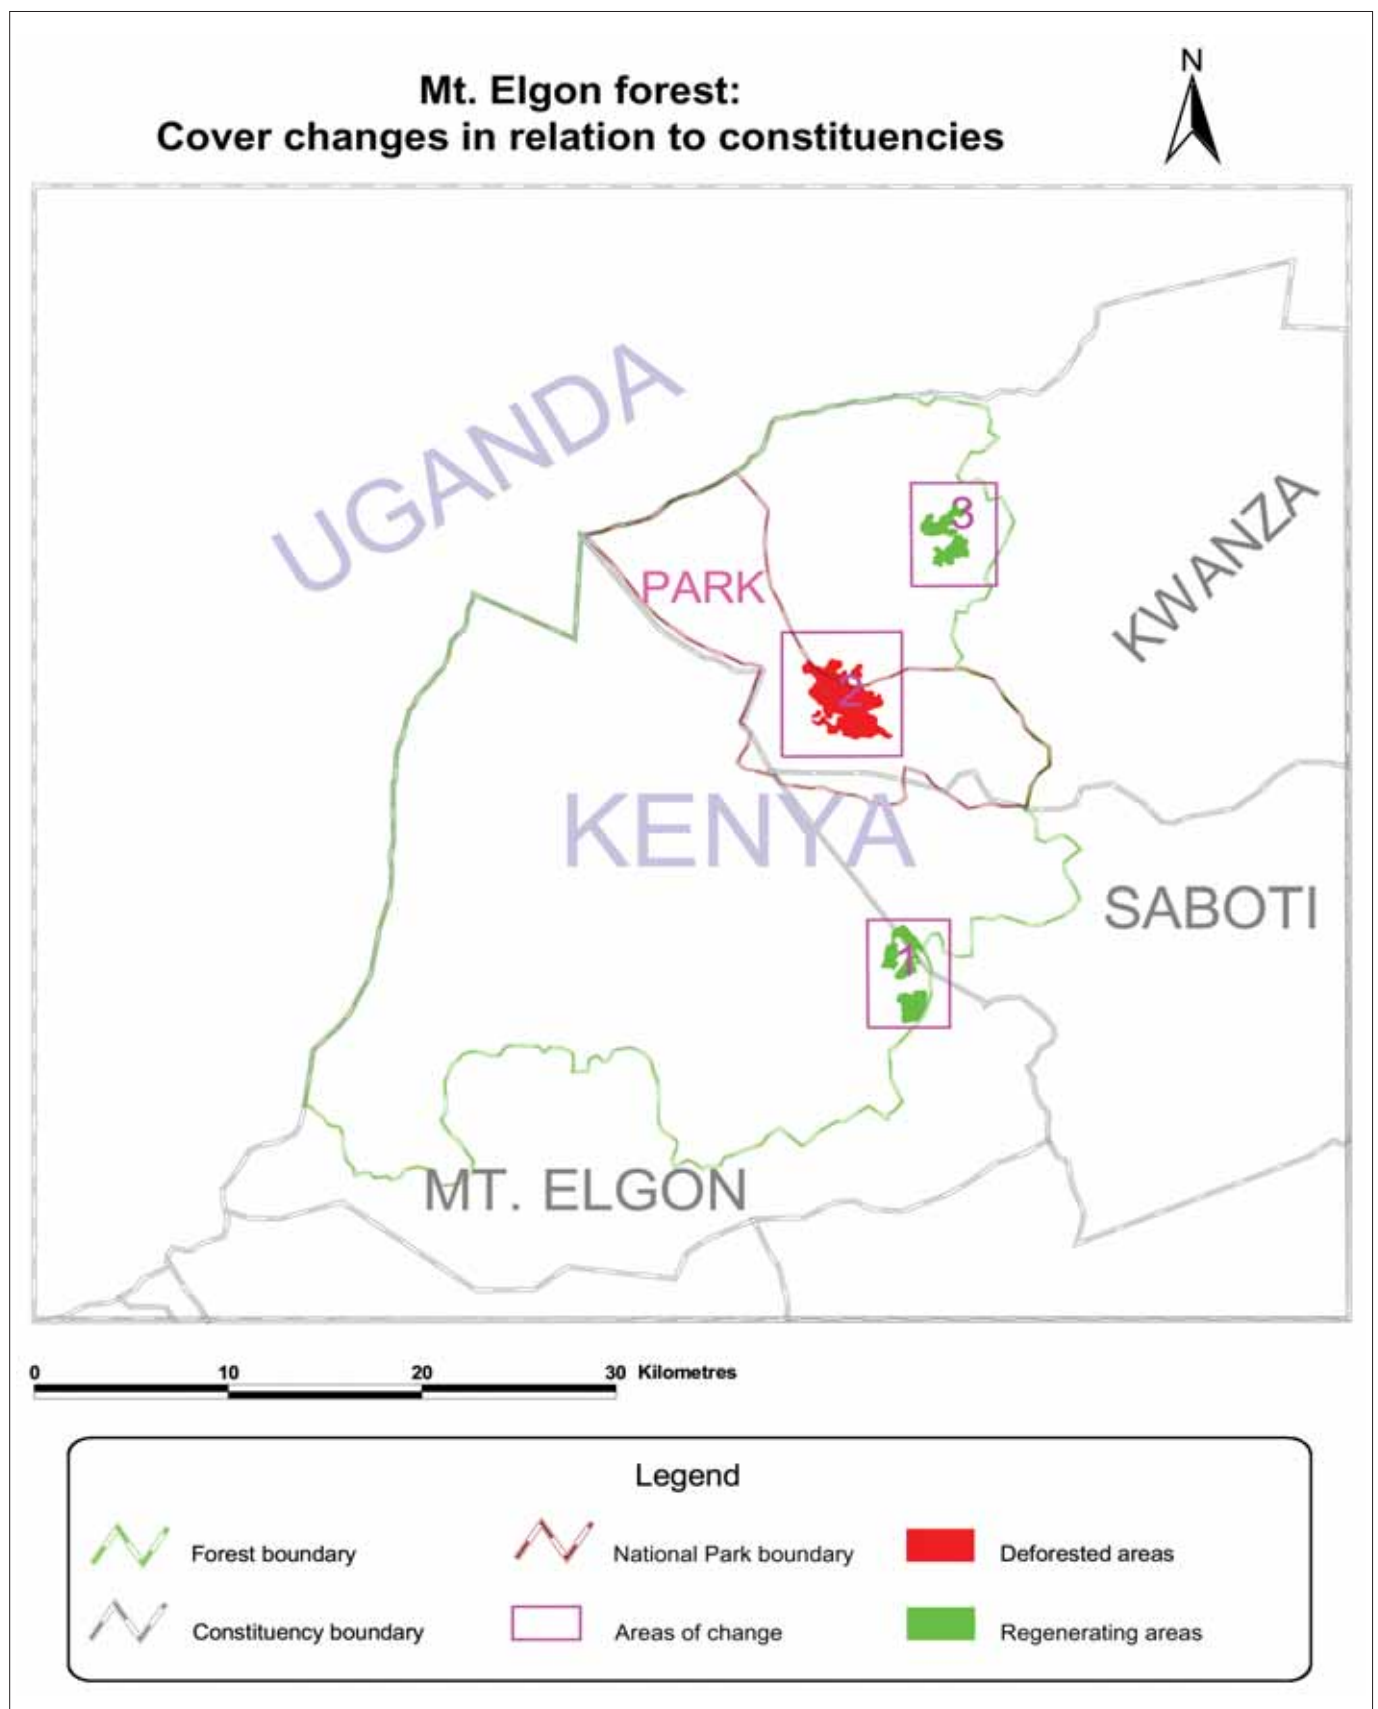 N
Mt. Elgon forest:
Cover changes in relation to constituencies
UGANDA
3
KWANZA
PARK
2
KENYA
SABOTI
1
MT. ELGON
0 10 20 30 Kilometres
Legend
Forest boundary
National Park boundary
Deforested areas
Constituency boundary
Areas of change
Regenerating areas